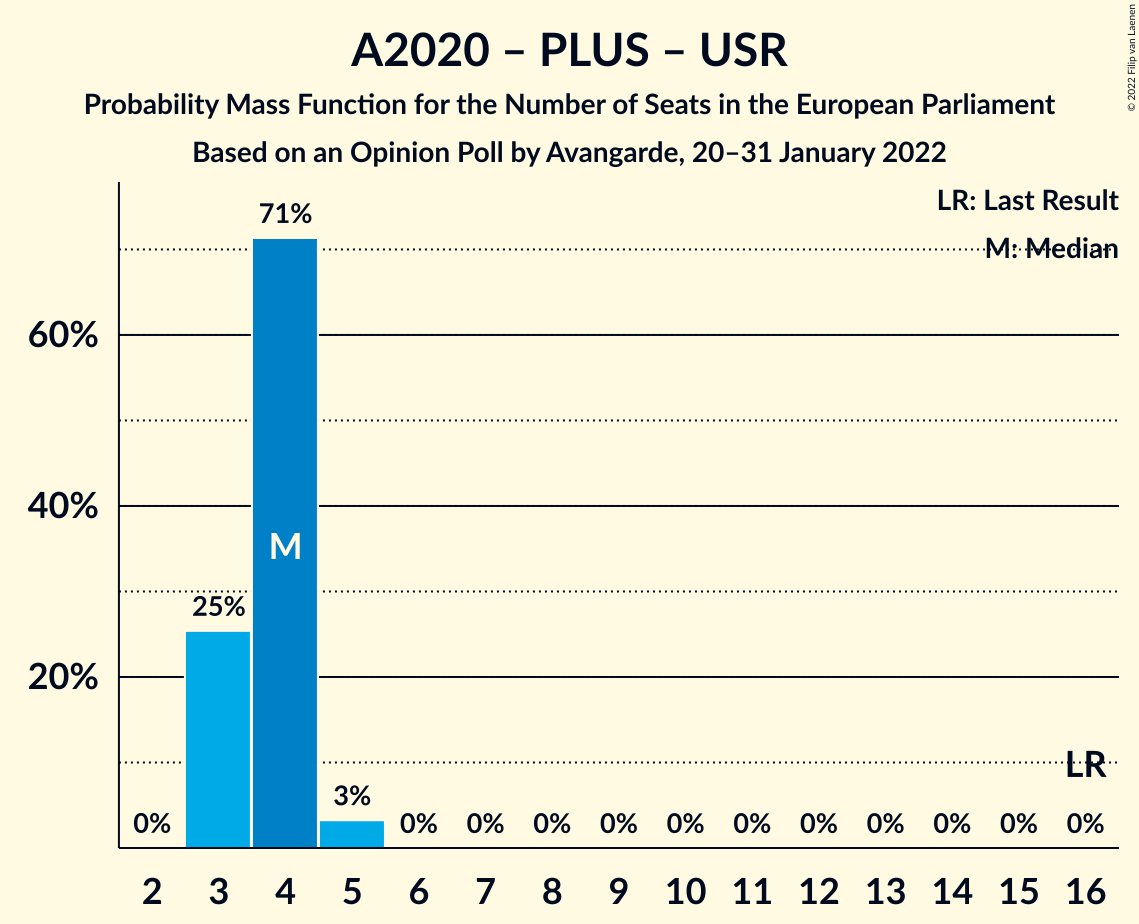 A2020 – PLUS – USR
Probability Mass Function for the Number of Seats in the European Parliament
Based on an Opinion Poll by Avangarde, 20–31 January 2022
© 2022 Filip van Laenen
LR: Last Result
M: Median
71%
60%
40%
M
25%
20%
LR
3%
0% 0% 0% 0% 0% 0% 0% 0% 0% 0% 0% 0%
2 3 4 5 6 7 8 9 10 11 12 13 14 15 16